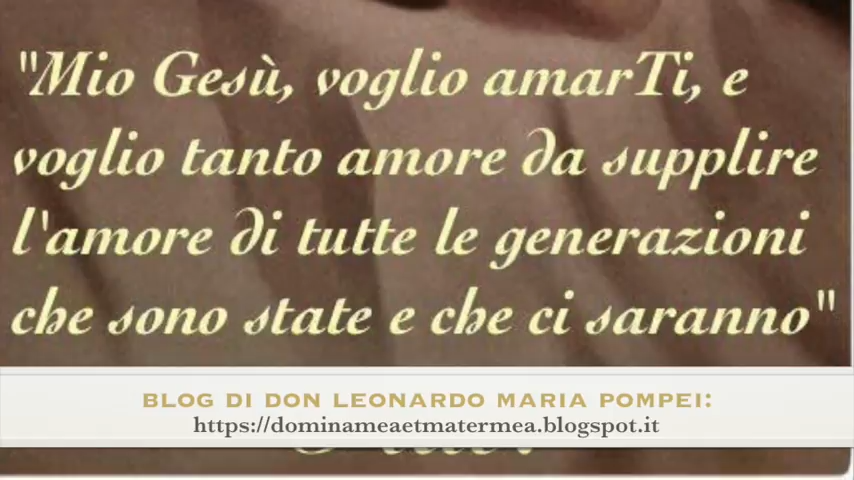 "Mio Gesù, voglio amarTi, e
voglio tanto amore da supplire
l'amore di tutte le generazioni
che sono state e che ci saranno"
BLOG DI DON LEONARDO MARIA POMPEI:
https://dominameaetmatermea.blogspot.it